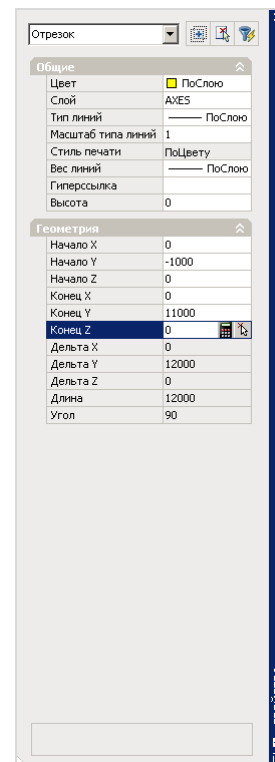 Отрезок
Общие
Цвет ПоСлою
Слой AXES
Тип линий ПоСлою
Масштаб типа линий 1
Стиль печати ПоЦвету
Вес линий ПоСлою
Гиперссылка
Высота 0
Геометрия
Начало X 0
Начало Y -1000
Начало Z 0
Конец X 0
Конец Y 11000
Конец Z 0
Дельта X 0
Дельта Y 12000
Дельта Z 0
Длина 12000
Угол 90